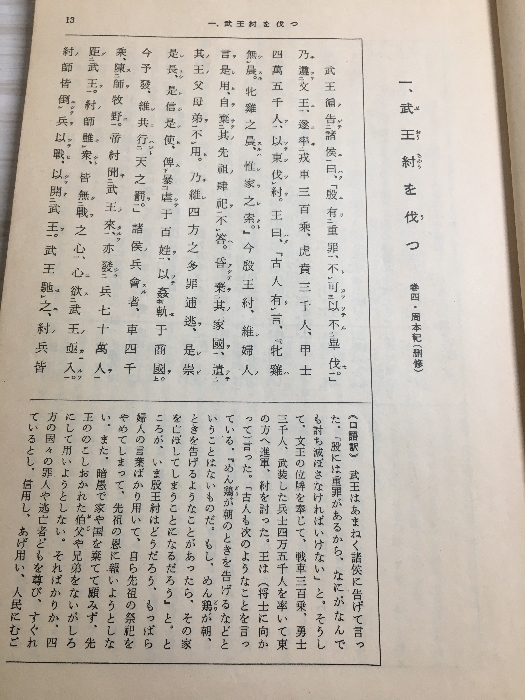 13
一、武王紂を伐つ
一、武王紂を伐つ
巻四・周本紀(刪修)
武王徧告諸侯曰、「殷有重罪、不可以不畢伐。」
乃遵文王、遂率戎車三百乘、虎賁三千人、甲士
四萬五千人、以東伐紂。王曰、「古人有言、『牝雞
無晨。牝雞之晨、惟家之索。』今殷王紂、維婦人
言是用、自棄其先祖肆祀不答。昏棄其家國、遺
其王父母弟不用。乃維四方之多罪逋逃、是崇
是長、是信是使、俾暴虐于百姓、以姦軌于商國。
今予發、維共行天之罰。」諸侯兵會者、車四千
乘、陳師牧野。帝紂聞武王來、亦發兵七十萬人、
距武王。紂師雖衆、皆無戰之心、心欲武王亟入。
紂師皆倒兵以戰、以開武王。武王馳之、紂兵皆
《口語訳》 武王はあまねく諸侯に告げて言っ
た、「殷には重罪があるから、なにがなんで
も討ち滅ぼさなければいけない」と。そうし
て、文王の位牌を奉じて、戦車三百乗、勇士
三千人、武装した兵士四万五千人を率いて東
の方へ進軍、紂を討った。王は(将士に向か
って)言った。「古人も次のようなことを言っ
ている、『めん鶏が朝のときを告げるなどと
いうことはないものだ。もし、めん鶏が朝、
ときを告げるようなことがあったら、その家
を亡ぼしてしまうことになるだろう』と。と
ころが、いま殷王紂はどうだろう、もっぱら
婦人の言葉ばかり用いて、自ら先祖の祭祀を
やめてしまって、先祖の恩に報いようとしな
い。また、暗愚で家や国を棄てて顧みず、先
王ののこしおかれた伯父や兄弟をないがしろ
にして用いようとしない。そればかりか、四
方の国々の罪人や逃亡者どもを尊び、すぐれ
ているとし、信用し、あげ用い、人民にむご